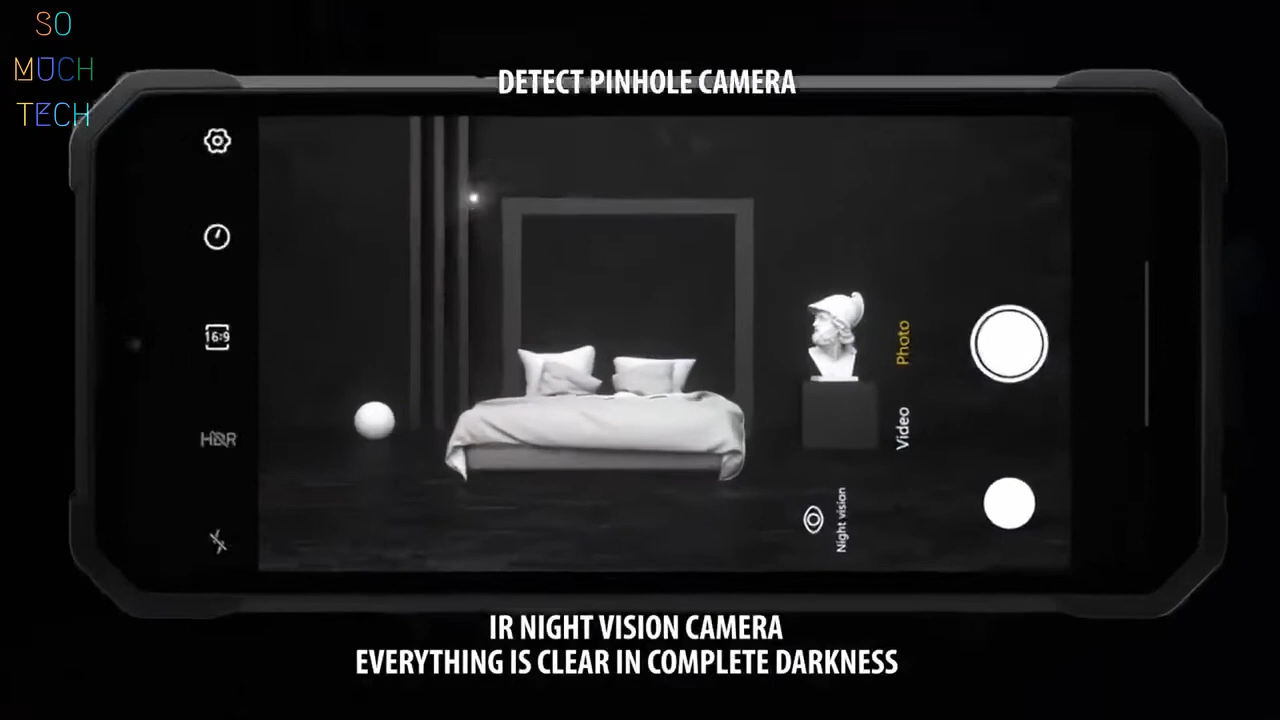 SO
MUCH
TECH
DETECT PINHOLE CAMERA
16:9
HDR
Photo
Video
Night vision
IR NIGHT VISION CAMERA
EVERYTHING IS CLEAR IN COMPLETE DARKNESS